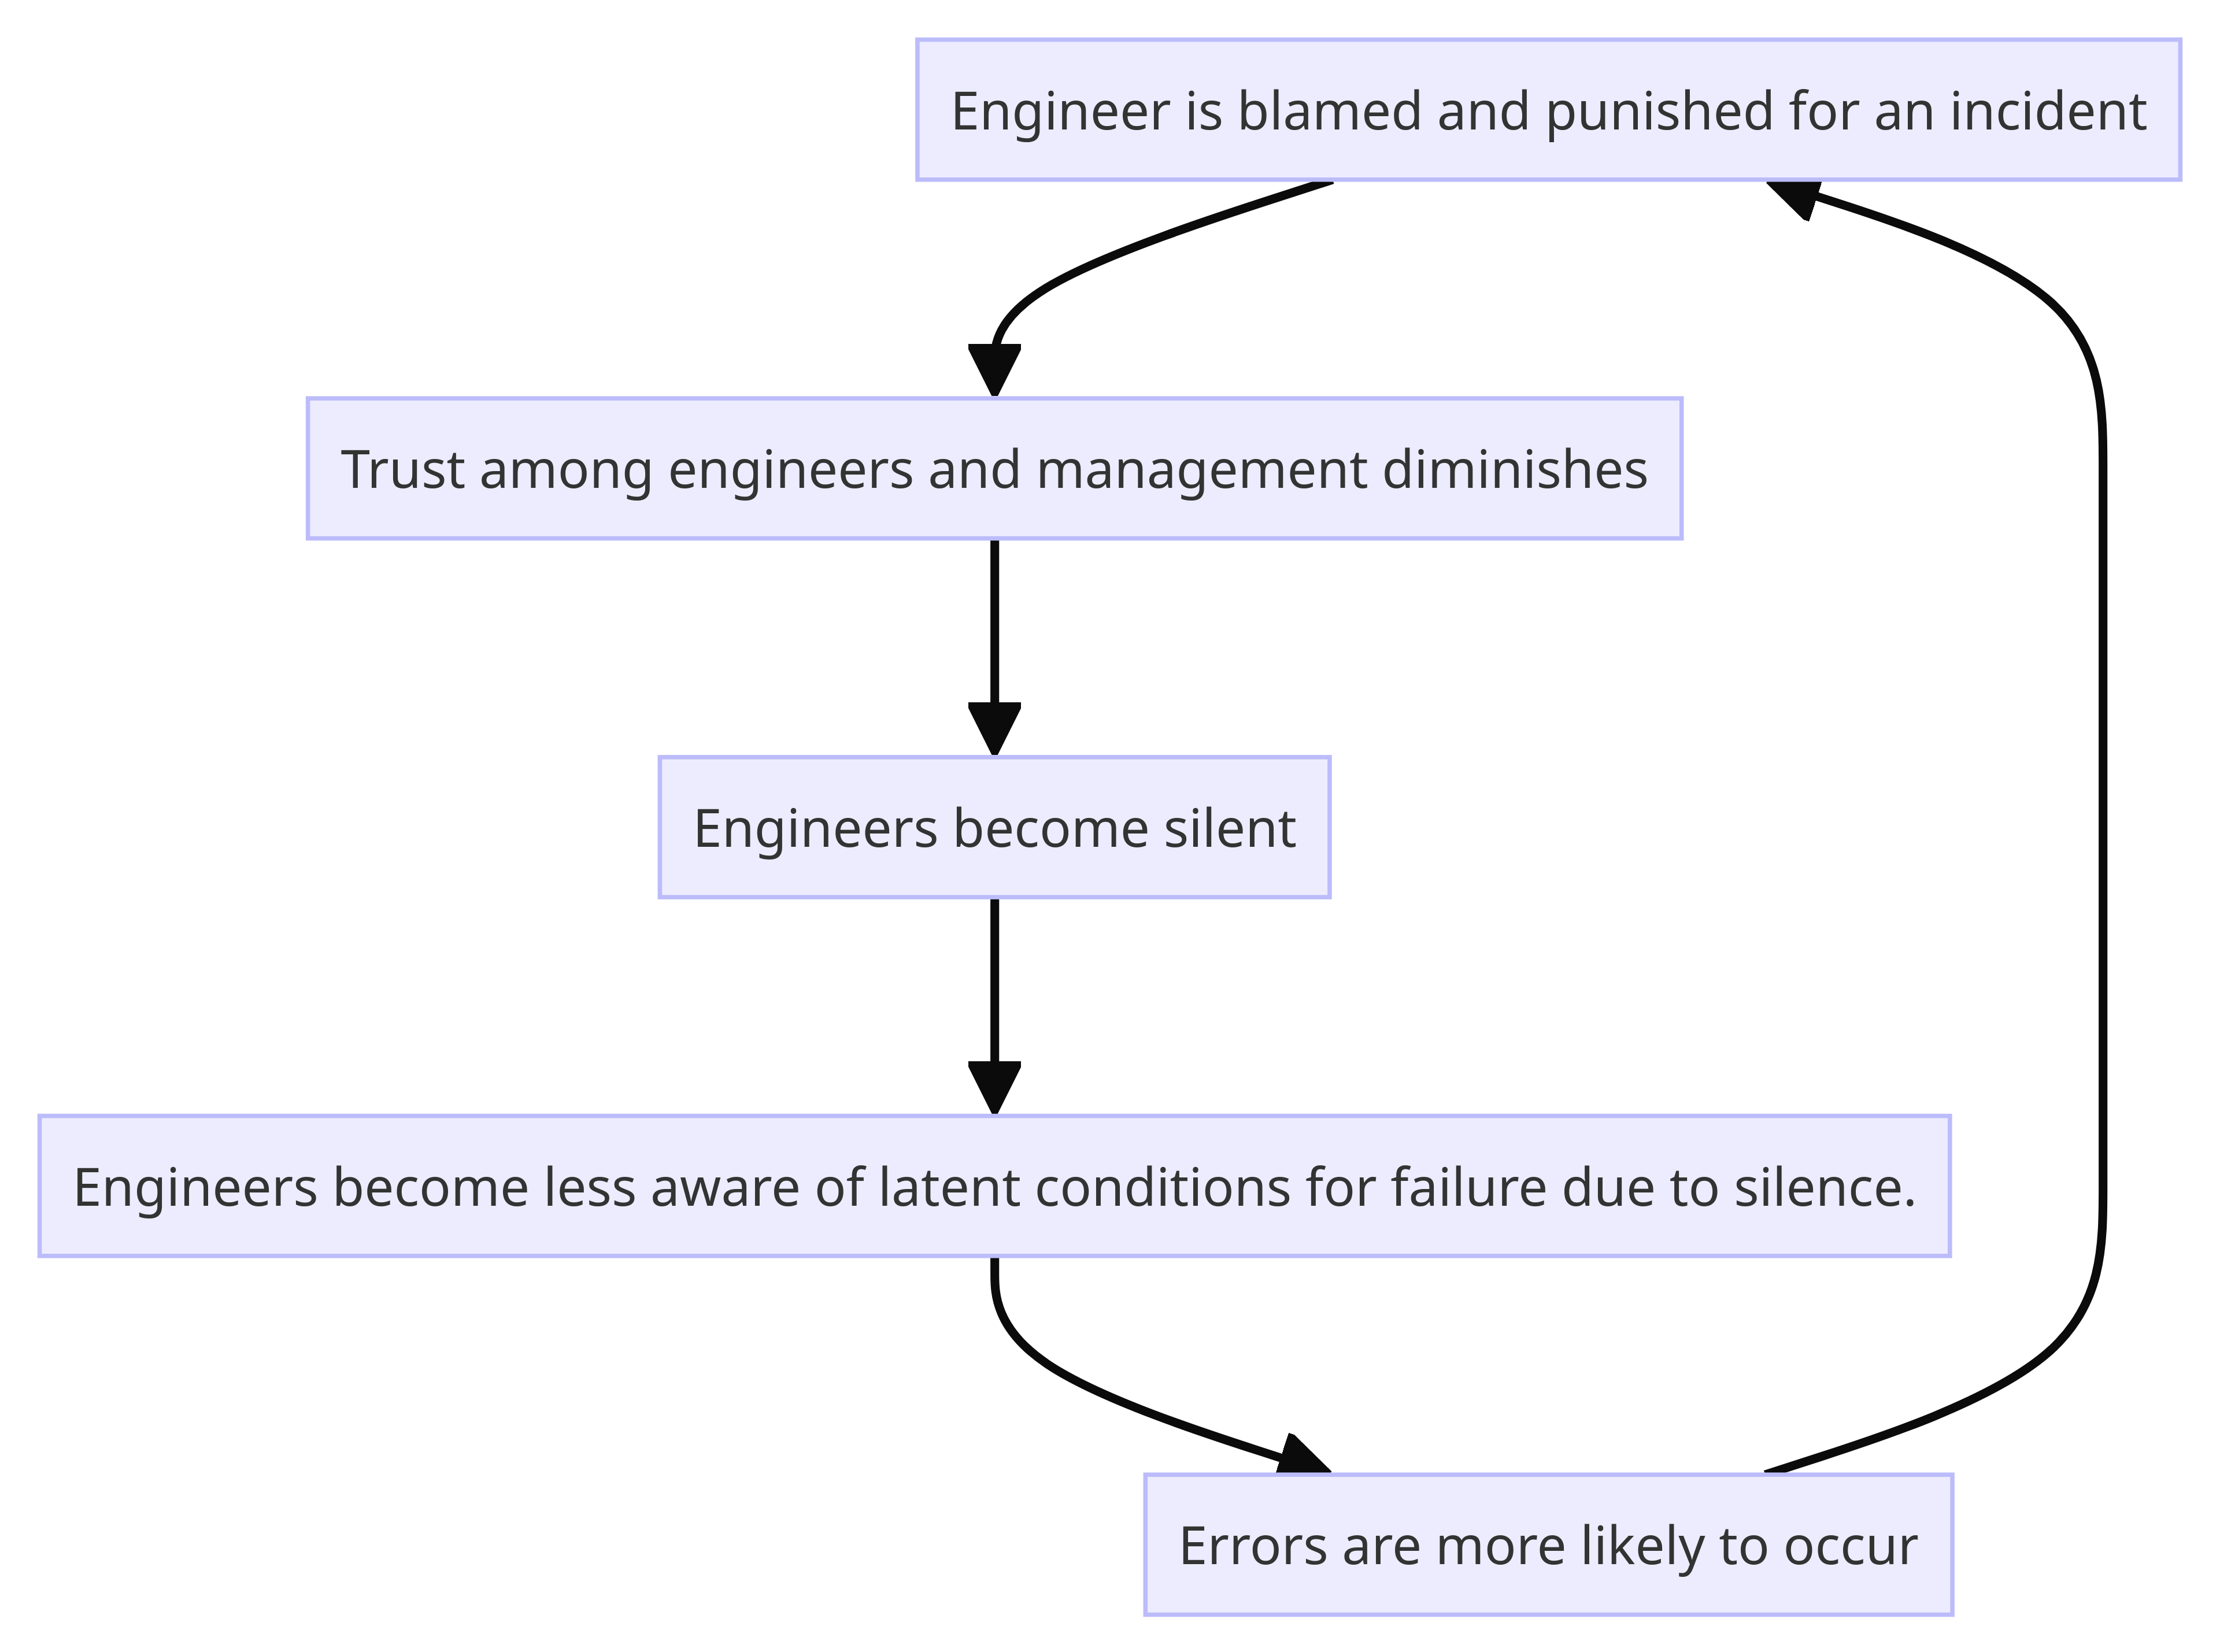 Engineer is blamed and punished for an incident
Trust among engineers and management diminishes
Engineers become silent
Engineers become less aware of latent conditions for failure due to silence.
Errors are more likely to occur